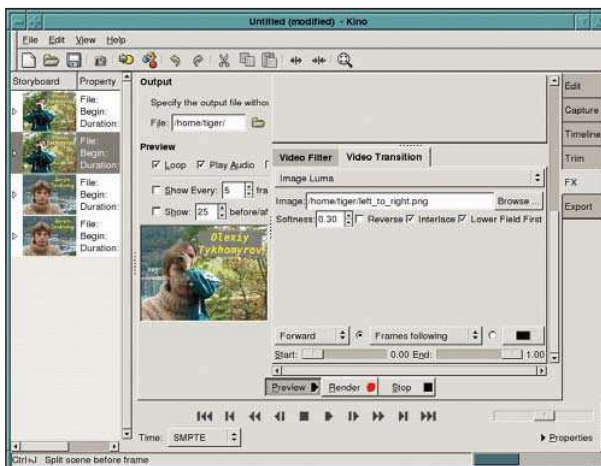 Untitled (modified) - Kino
File Edit View Help
Storyboard Property
File:
Begin:
Duration:
File:
Begin:
Duration:
File:
Begin:
Duration:
File:
Begin:
Duration:
Output
Specify the output file withou
File: /home/tiger/
Preview
Loop Play Audio
Show Every: 5 fra
Show: 25 before/af
Olexiy
Tykhomyrov
Video Filter Video Transition
Image Luma
Image: /home/tiger/left_to_right.png Browse ...
Softness: 0.30 Reverse Interlace Lower Field First
Forward Frames following
Start: 0.00 End: 1.00
Preview Render Stop
Edit
Capture
Timeline
Trim
FX
Export
Time: SMPTE
Properties
Ctrl+J Split scene before frame